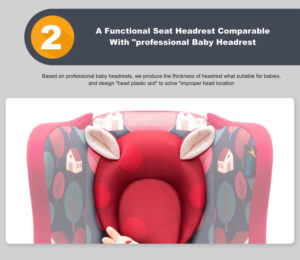 2
A Functional Seat Headrest Comparable
With "professional Baby Headrest
Based on professional baby headrests, we produce the thickness of headrest what suitable for babies,
and design "head plastic slot" to solve "improper head location